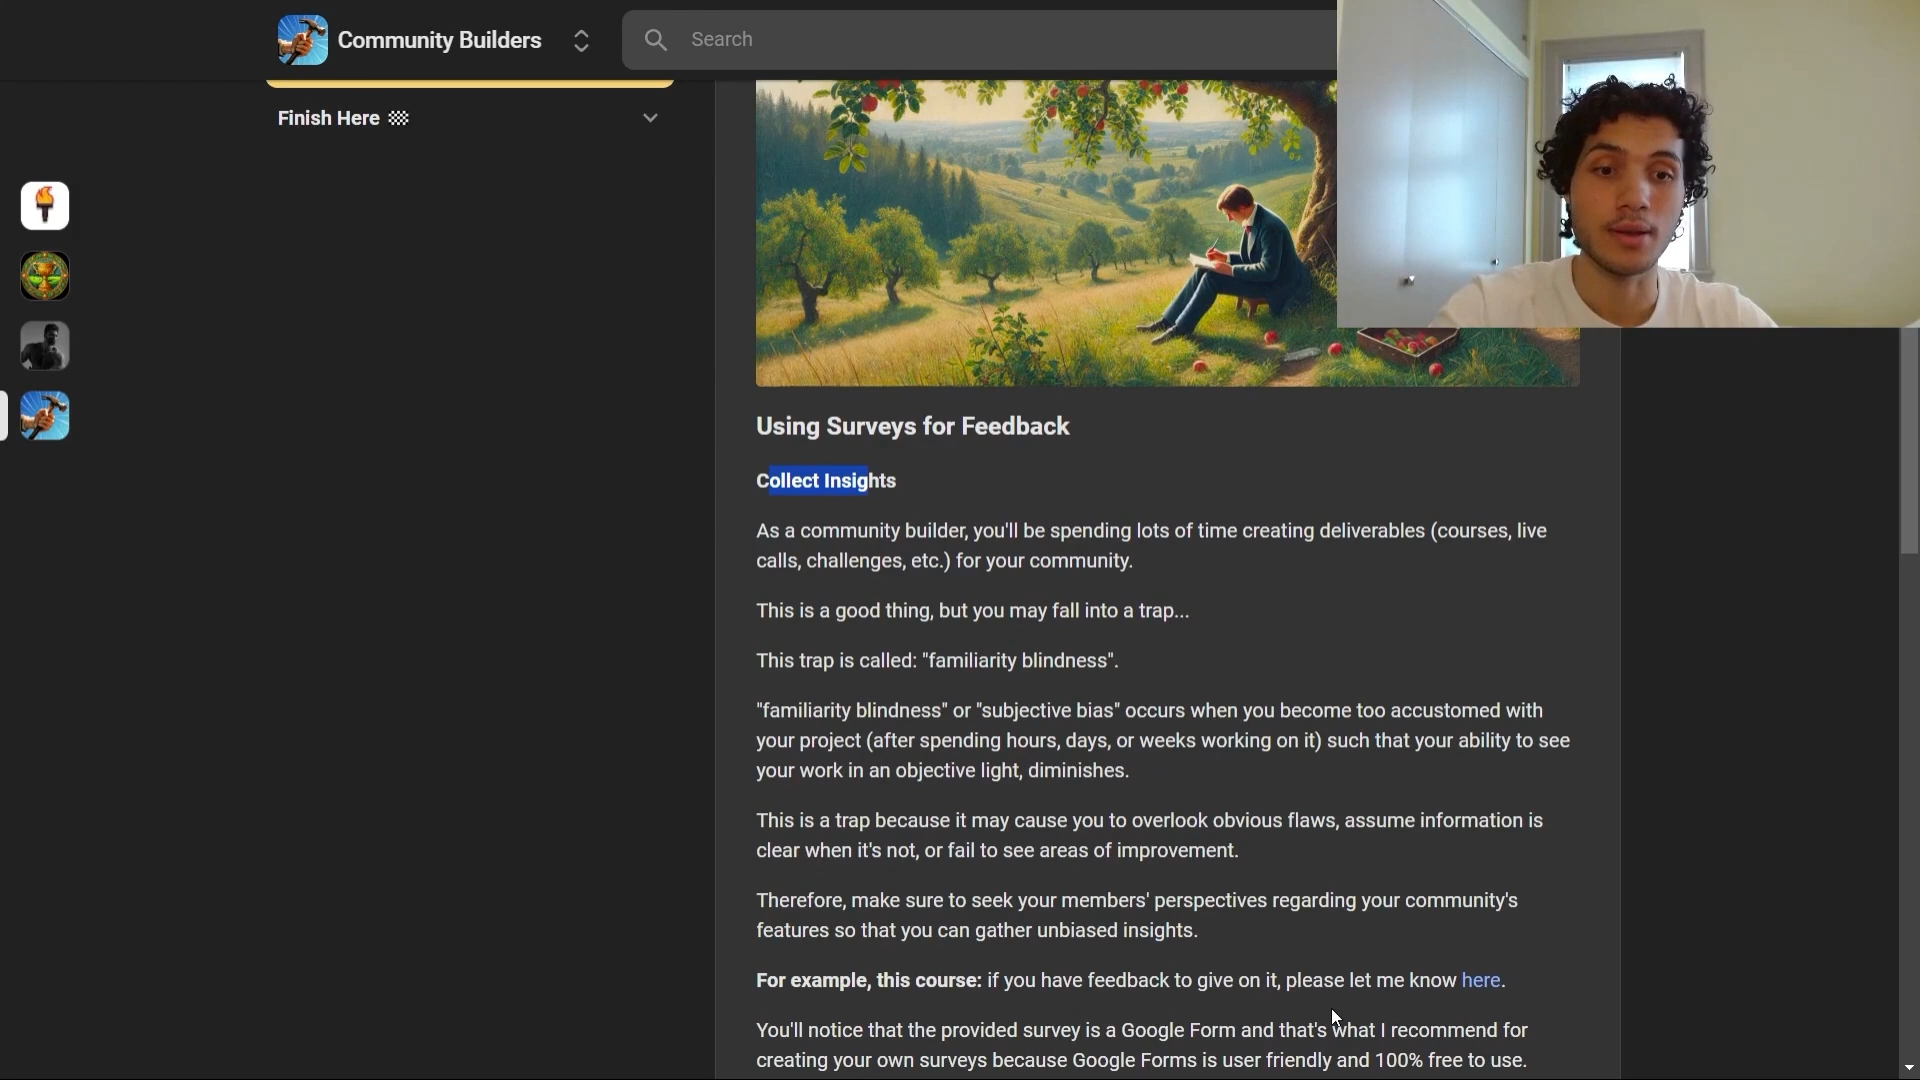 Community Builders
Search
Finish Here
Using Surveys for Feedback
Collect Insights
As a community builder, you'll be spending lots of time creating deliverables (courses, live
calls, challenges, etc.) for your community.
This is a good thing, but you may fall into a trap...
This trap is called: "familiarity blindness".
"familiarity blindness" or "subjective bias" occurs when you become too accustomed with
your project (after spending hours, days, or weeks working on it) such that your ability to see
your work in an objective light, diminishes.
This is a trap because it may cause you to overlook obvious flaws, assume information is
clear when it's not, or fail to see areas of improvement.
Therefore, make sure to seek your members' perspectives regarding your community's
features so that you can gather unbiased insights.
For example, this course: if you have feedback to give on it, please let me know here.
You'll notice that the provided survey is a Google Form and that's what I recommend for
creating your own surveys because Google Forms is user friendly and 100% free to use.